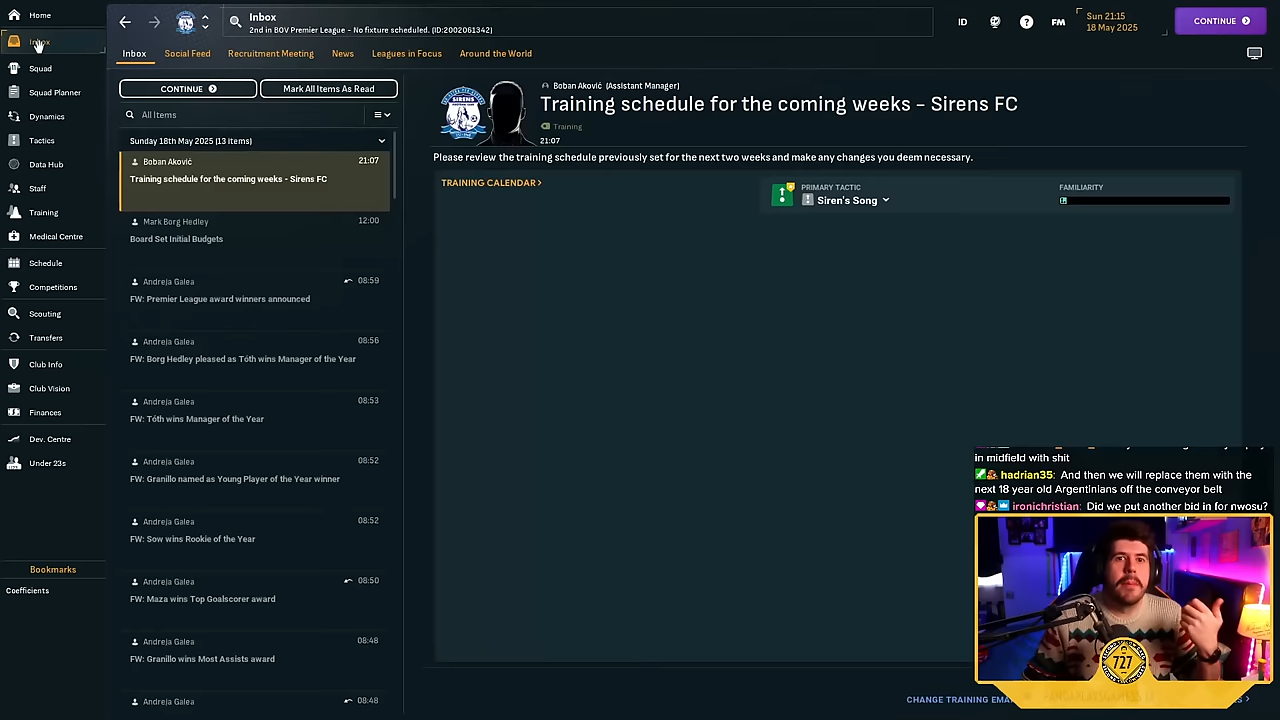 Home
Inbox
Squad
Squad Planner
Dynamics
Tactics
Data Hub
Staff
Training
Medical Centre
Schedule
Competitions
Scouting
Transfers
Club Info
Club Vision
Finances
Dev. Centre
Under 23s
Bookmarks
Coefficients
Inbox
2nd in BOV Premier League - No fixture scheduled. (ID:2002061342)
ID
FM
Sun 21:15
18 May 2025
CONTINUE
Inbox Social Feed Recruitment Meeting News Leagues in Focus Around the World
CONTINUE
Mark All Items As Read
All Items
Sunday 18th May 2025 (13 items)
Boban Aković 21:07
Training schedule for the coming weeks - Sirens FC
Mark Borg Hedley 12:00
Board Set Initial Budgets
Andreja Galea 08:59
FW: Premier League award winners announced
Andreja Galea 08:56
FW: Borg Hedley pleased as Tóth wins Manager of the Year
Andreja Galea 08:53
FW: Tóth wins Manager of the Year
Andreja Galea 08:52
FW: Granillo named as Young Player of the Year winner
Andreja Galea 08:52
FW: Sow wins Rookie of the Year
Andreja Galea 08:50
FW: Maza wins Top Goalscorer award
Andreja Galea 08:48
FW: Granillo wins Most Assists award
Andreja Galea 08:48
SIRENS
Boban Aković (Assistant Manager)
Training schedule for the coming weeks - Sirens FC
Training
21:07
Please review the training schedule previously set for the next two weeks and make any changes you deem necessary.
TRAINING CALENDAR >
PRIMARY TACTIC
Siren's Song
FAMILIARITY
in midfield with shit
hadrian35: And then we will replace them with the
next 18 year old Argentinians off the conveyor belt
ironichristian: Did we put another bid in for nwosu?
727
CHANGE TRAINING